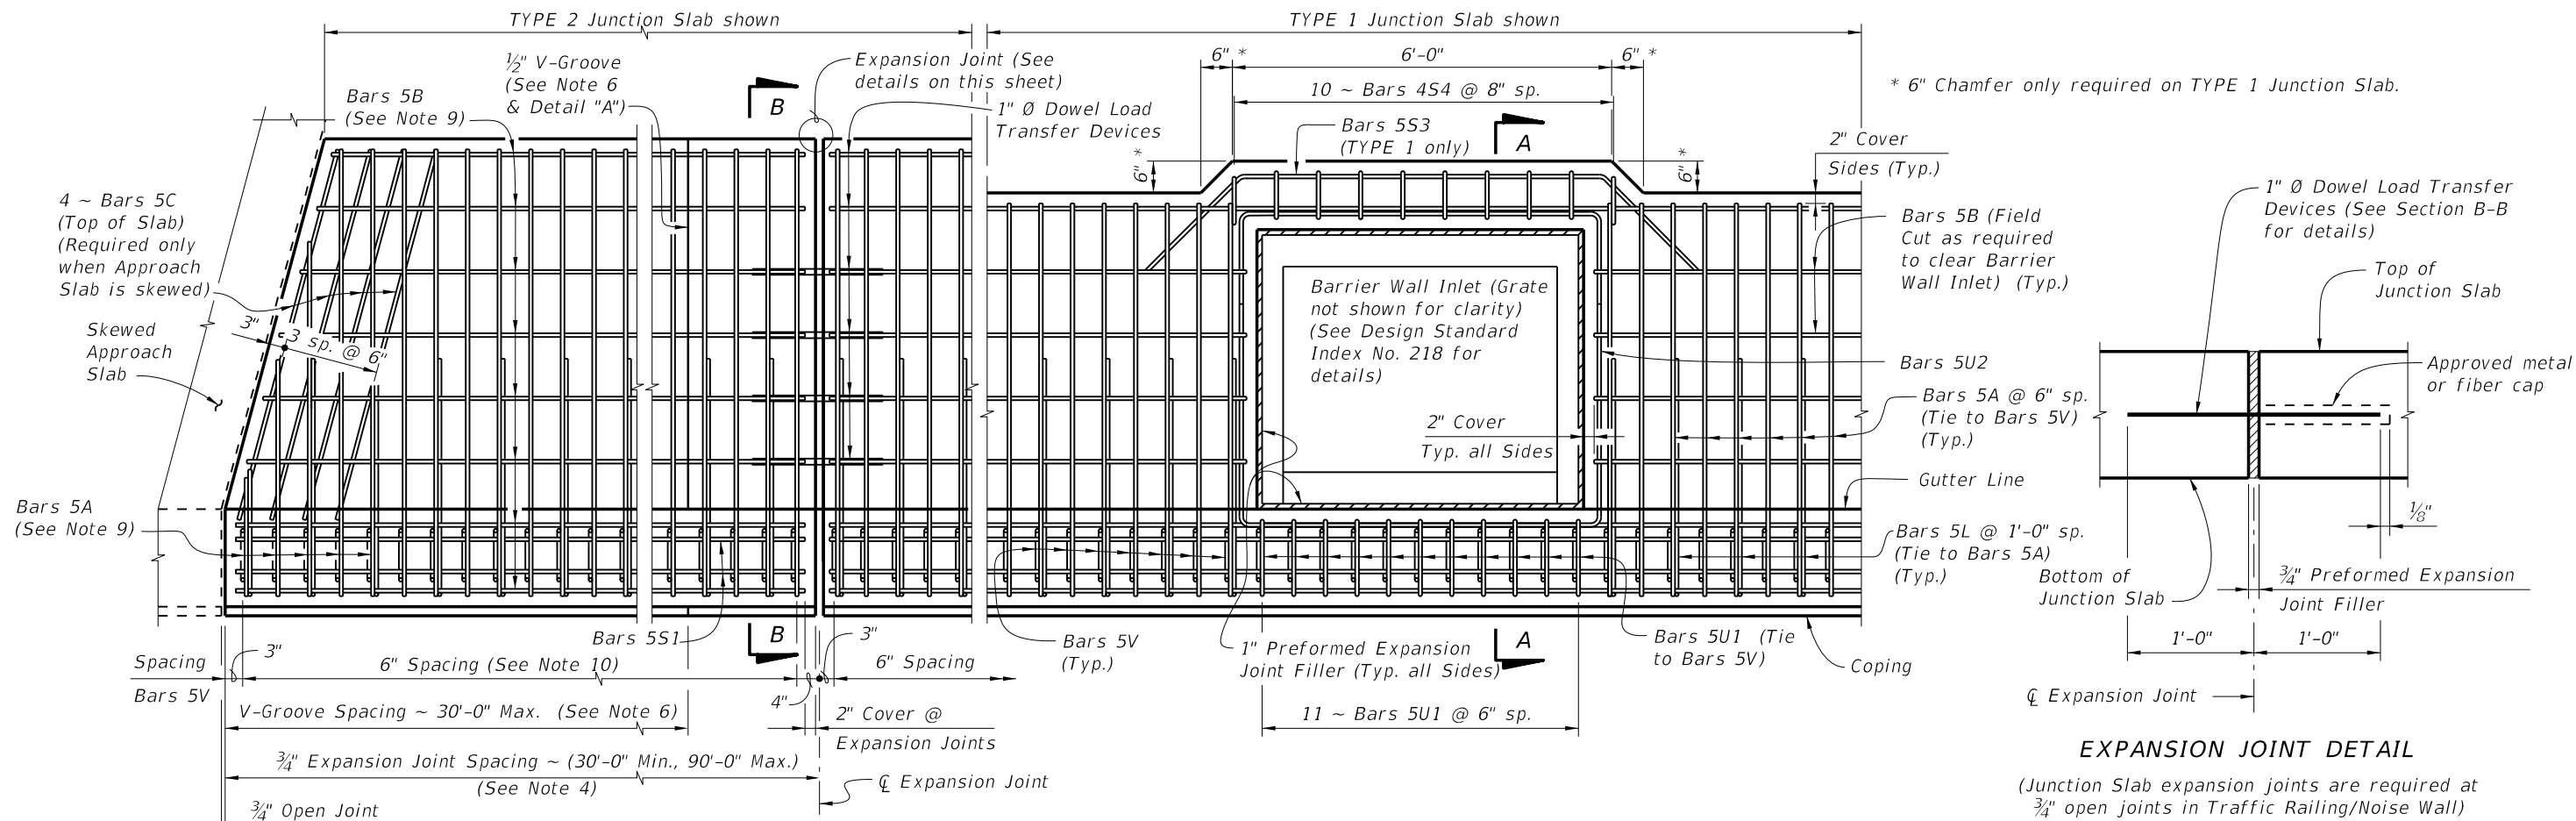 TYPE 2 Junction Slab shown
TYPE 1 Junction Slab shown
½" V-Groove
(See Note 6
& Detail "A")
Bars 5B
(See Note 9)
B
Expansion Joint (See
details on this sheet)
1" Ø Dowel Load
Transfer Devices
6" *
6'-0"
6" *
10 ~ Bars 4S4 @ 8" sp.
Bars 5S3
(TYPE 1 only)
A
6" *
6" *
* 6" Chamfer only required on TYPE 1 Junction Slab.
2" Cover
Sides (Typ.)
4 ~ Bars 5C
(Top of Slab)
(Required only
when Approach
Slab is skewed)
Skewed
Approach
Slab
3"
3 sp. @ 6"
Bars 5A
(See Note 9)
Barrier Wall Inlet (Grate
not shown for clarity)
(See Design Standard
Index No. 218 for
details)
2" Cover
Typ. all Sides
Bars 5B (Field
Cut as required
to clear Barrier
Wall Inlet) (Typ.)
Bars 5U2
Bars 5A @ 6" sp.
(Tie to Bars 5V)
(Typ.)
Gutter Line
Bars 5L @ 1'-0" sp.
(Tie to Bars 5A)
(Typ.)
Bars 5S1
B
3"
Bars 5V
(Typ.)
1" Preformed Expansion
Joint Filler (Typ. all Sides)
A
Bars 5U1 (Tie
to Bars 5V)
Coping
Spacing
Bars 5V
3"
6" Spacing (See Note 10)
4"
6" Spacing
V-Groove Spacing ~ 30'-0" Max. (See Note 6)
2" Cover @
Expansion Joints
11 ~ Bars 5U1 @ 6" sp.
¾" Expansion Joint Spacing ~ (30'-0" Min., 90'-0" Max.)
(See Note 4)
℄ Expansion Joint
¾" Open Joint
1" Ø Dowel Load Transfer
Devices (See Section B-B
for details)
Top of
Junction Slab
Approved metal
or fiber cap
⅛"
Bottom of
Junction Slab
¾" Preformed Expansion
Joint Filler
1'-0"
1'-0"
℄ Expansion Joint
EXPANSION JOINT DETAIL
(Junction Slab expansion joints are required at
¾" open joints in Traffic Railing/Noise Wall)